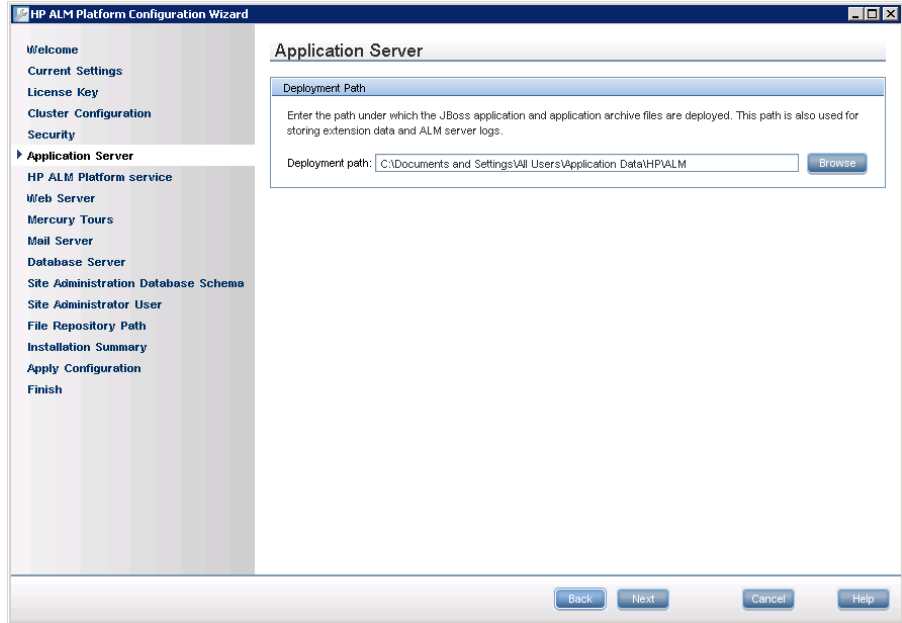 HP ALM Platform Configuration Wizard
Welcome
Current Settings
License Key
Cluster Configuration
Security
Application Server
HP ALM Platform service
Web Server
Mercury Tours
Mail Server
Database Server
Site Administration Database Schema
Site Administrator User
File Repository Path
Installation Summary
Apply Configuration
Finish
Application Server
Deployment Path
Enter the path under which the JBoss application and application archive files are deployed. This path is also used for
storing extension data and ALM server logs.
Deployment path: C:\Documents and Settings\All Users\Application Data\HP\ALM Browse
Back Next Cancel Help